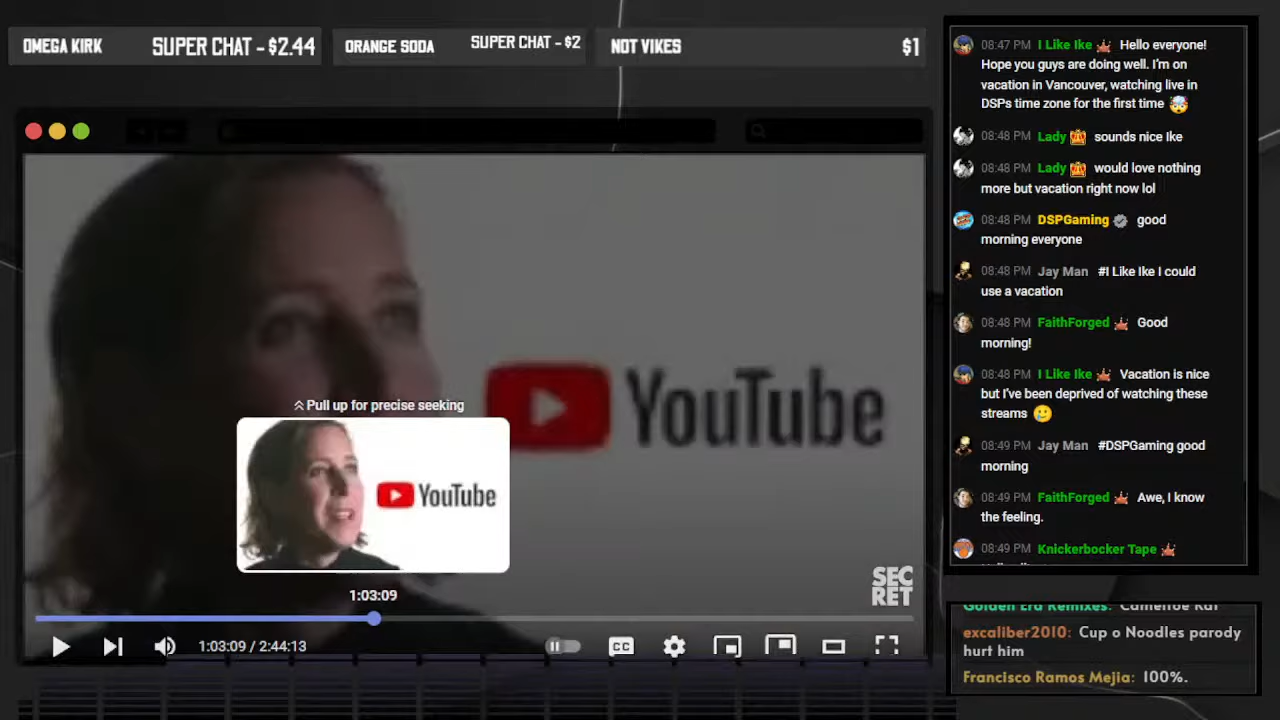 OMEGA KIRK
SUPER CHAT - $2.44
ORANGE SODA
SUPER CHAT - $2
NOT VIKES
$1
YouTube
Pull up for precise seeking
YouTube
1:03:09
SEC
RET
1:03:09 / 2:44:13
CC
08:47 PM I Like Ike Hello everyone!
Hope you guys are doing well. I'm on
vacation in Vancouver, watching live in
DSPs time zone for the first time 🤯
08:48 PM Lady sounds nice Ike
08:48 PM Lady would love nothing
more but vacation right now lol
08:48 PM DSPGaming good
morning everyone
08:48 PM Jay Man #I Like Ike I could
use a vacation
08:48 PM FaithForged Good
morning!
08:48 PM I Like Ike Vacation is nice
but I've been deprived of watching these
streams 🥲
08:49 PM Jay Man #DSPGaming good
morning
08:49 PM FaithForged Awe, I know
the feeling.
08:49 PM Knickerbocker Tape
Golden Era Remixes:
excaliber2010: Cup o Noodles parody
hurt him
Francisco Ramos Mejia: 100%.